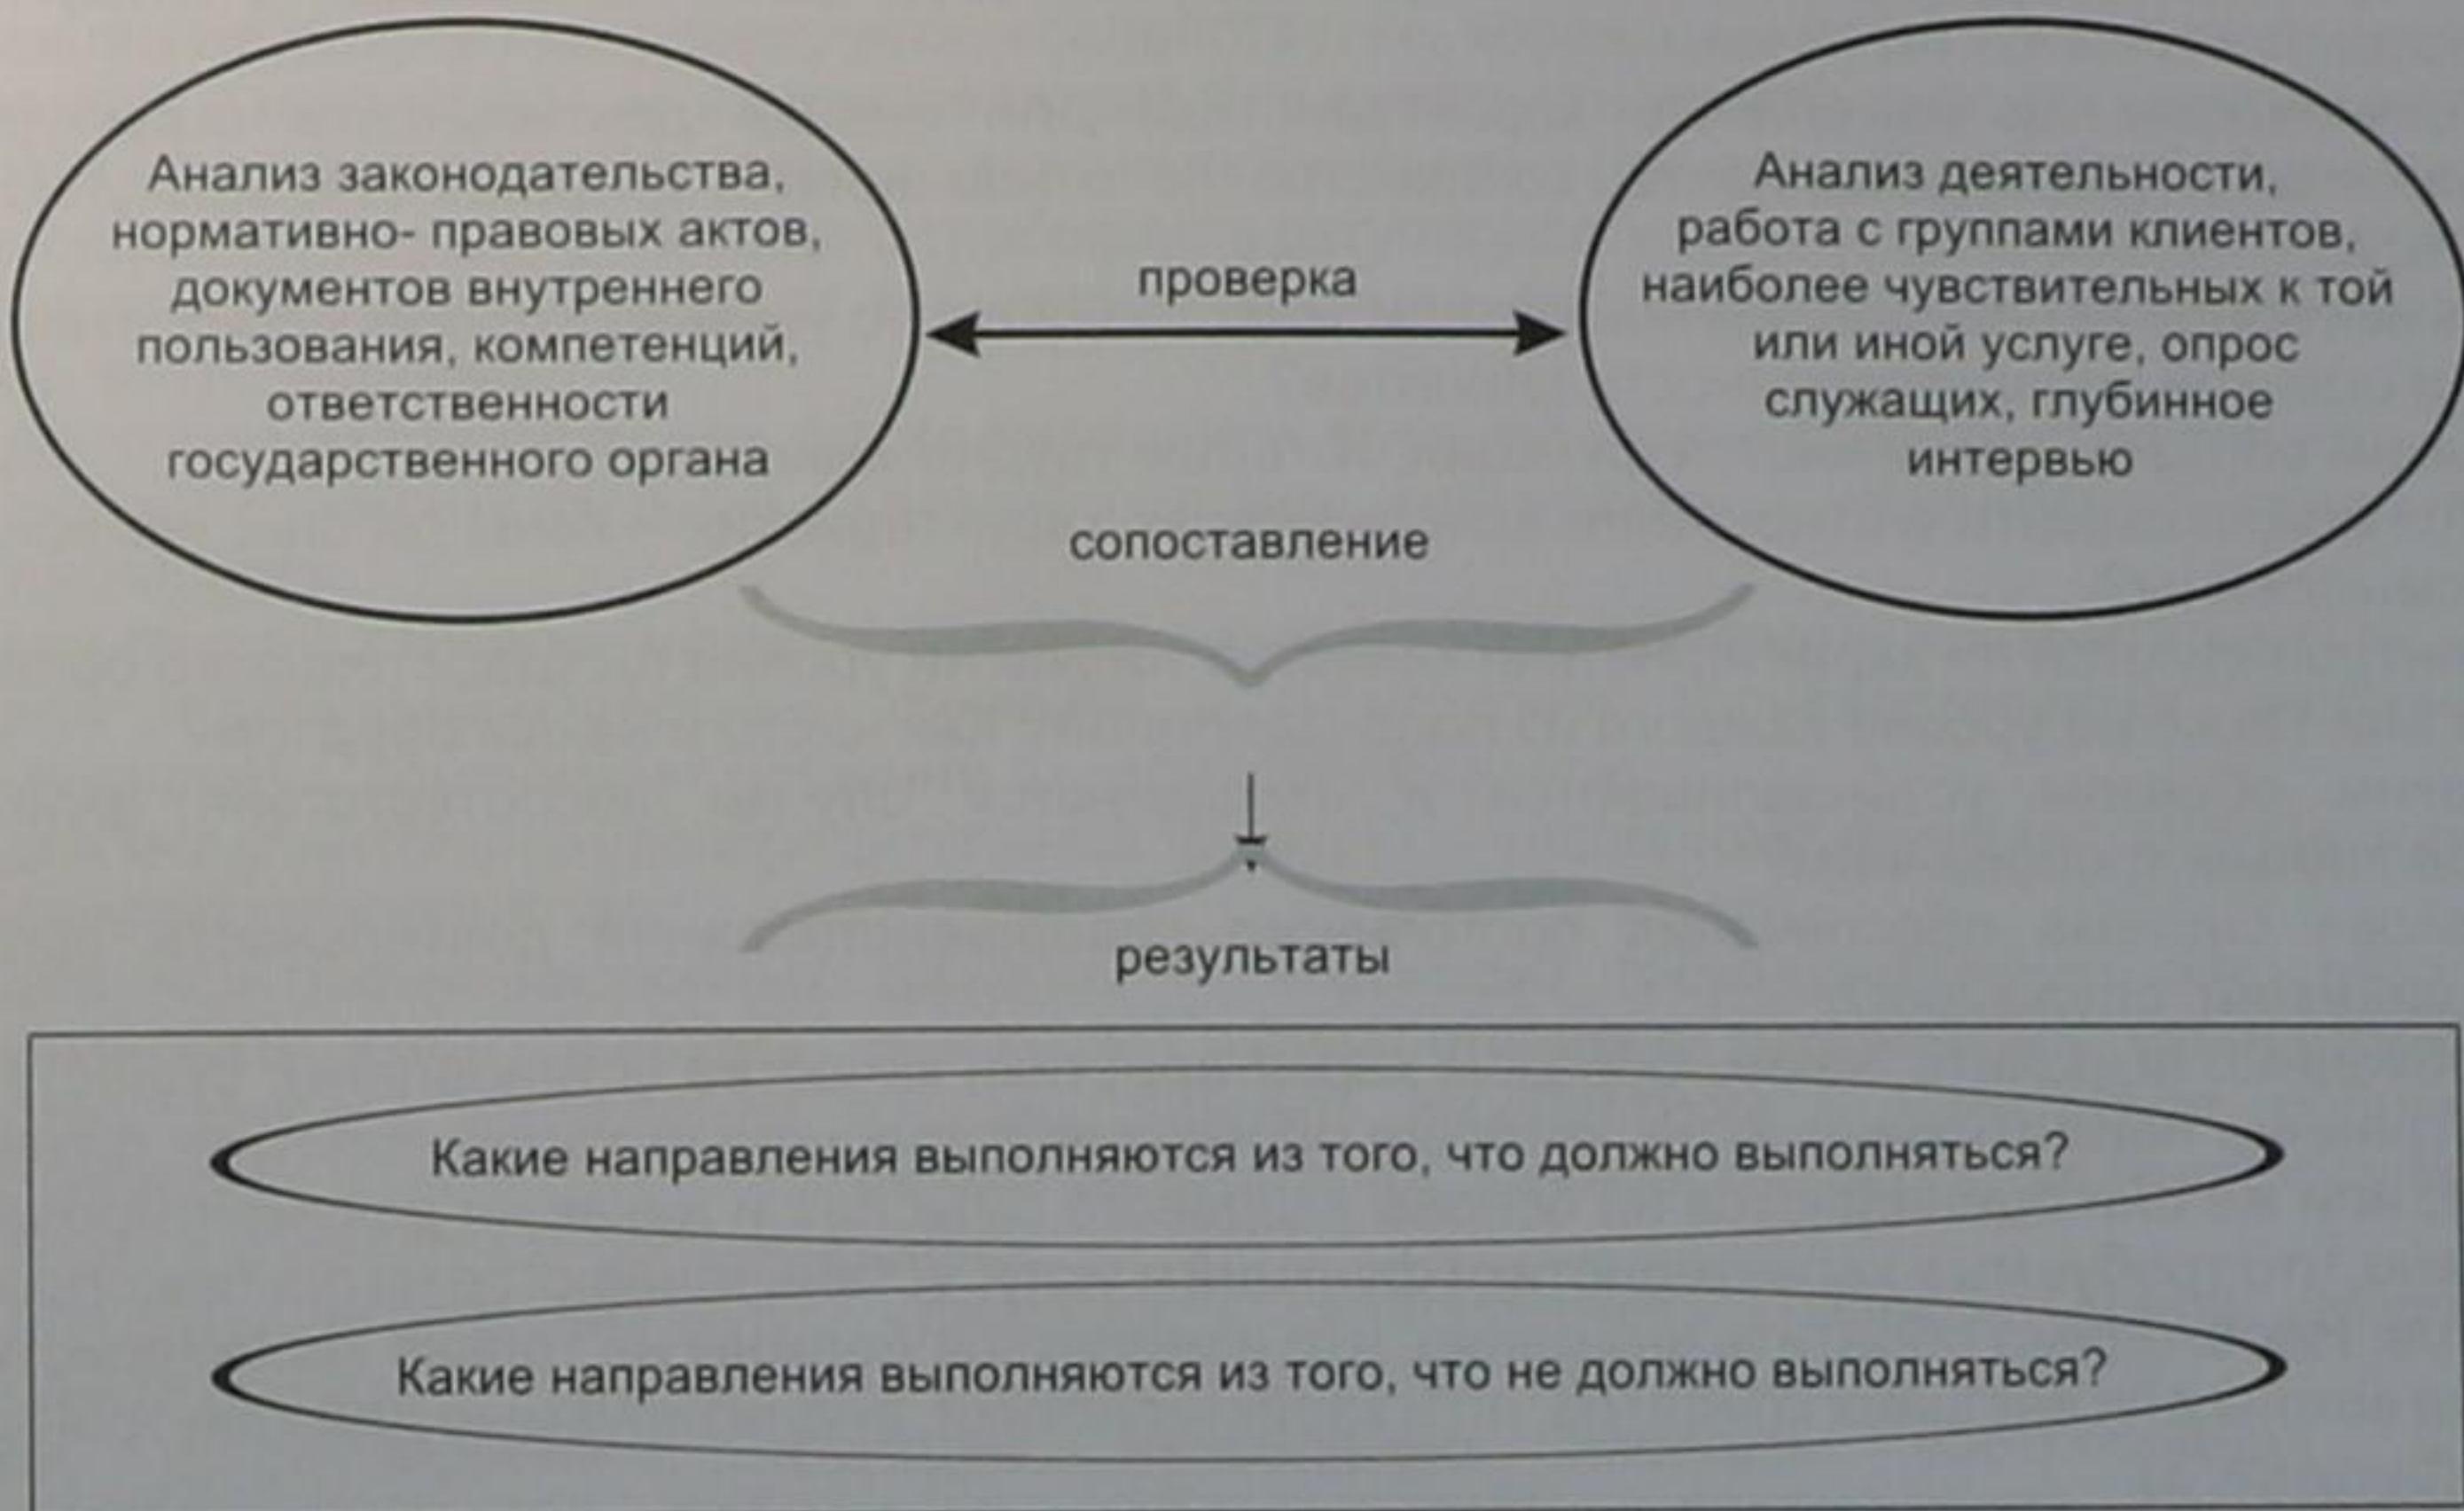 Анализ законодательства,
нормативно- правовых актов,
документов внутреннего
пользования, компетенций,
ответственности
государственного органа
проверка
Анализ деятельности,
работа с группами клиентов,
наиболее чувствительных к той
или иной услуге, опрос
служащих, глубинное
интервью
сопоставление
результаты
Какие направления выполняются из того, что должно выполняться?
Какие направления выполняются из того, что не должно выполняться?